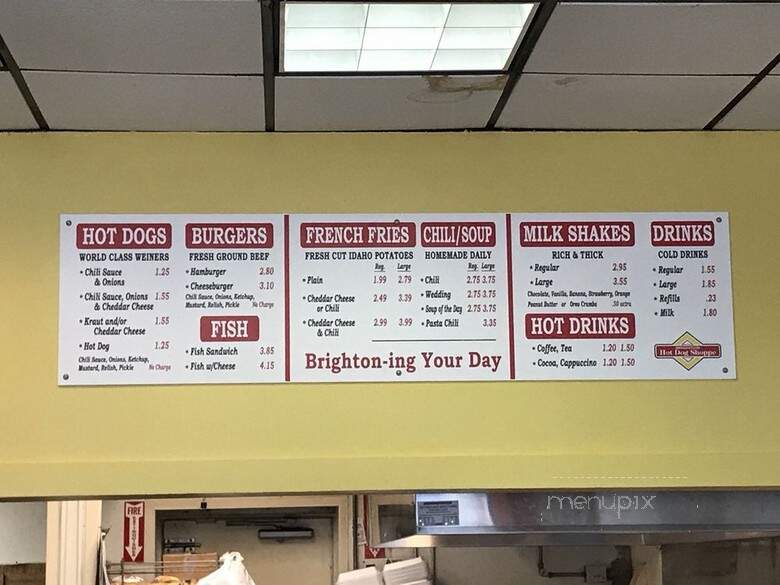 HOT DOGS
WORLD CLASS WEINERS
• Chili Sauce & Onions 1.25
• Chili Sauce, Onions & Cheddar Cheese 1.55
• Kraut and/or Cheddar Cheese 1.55
• Hot Dog 1.25
Chili Sauce, Onions, Ketchup,
Mustard, Relish, Pickle No Charge
BURGERS
FRESH GROUND BEEF
• Hamburger 2.80
• Cheeseburger 3.10
Chili Sauce, Onions, Ketchup,
Mustard, Relish, Pickle No Charge
FISH
• Fish Sandwich 3.85
• Fish w/Cheese 4.15
FRENCH FRIES
FRESH CUT IDAHO POTATOES
Reg. Large
• Plain 1.99 2.79
• Cheddar Cheese or Chili 2.49 3.39
• Cheddar Cheese & Chili 2.99 3.99
CHILI/SOUP
HOMEMADE DAILY
Reg. Large
• Chili 2.75 3.75
• Wedding 2.75 3.75
• Soup of the Day 2.75 3.75
• Pasta Chili 3.35
Brighton-ing Your Day
MILK SHAKES
RICH & THICK
• Regular 2.95
• Large 3.55
Chocolate, Vanilla, Banana, Strawberry, Orange
Peanut Butter or Oreo Crumbs .50 extra
HOT DRINKS
• Coffee, Tea 1.20 1.50
• Cocoa, Cappuccino 1.20 1.50
DRINKS
COLD DRINKS
• Regular 1.55
• Large 1.85
• Refills .23
• Milk 1.80
Hot Dog Shoppe
FIRE
menupix